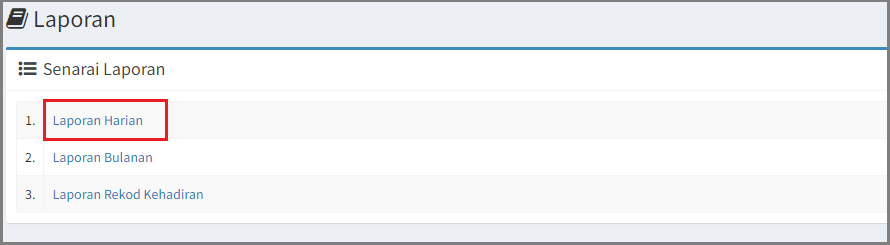 Laporan
Senarai Laporan
1. Laporan Harian
2. Laporan Bulanan
3. Laporan Rekod Kehadiran